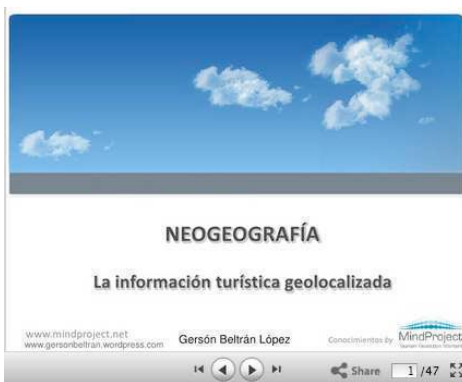 NEOGEOGRAFÍA
La información turística geolocalizada
www.mindproject.net
www.gersonbeltran.wordpress.com
Gersón Beltrán López
Conocimientos by
MindProject
Share 1 /47